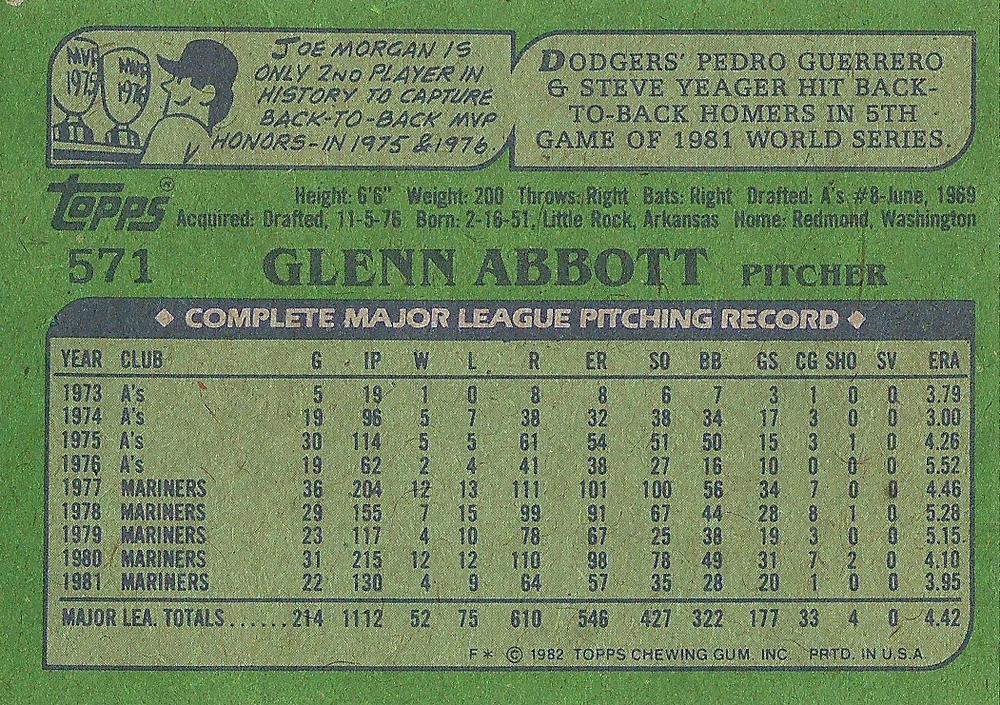 MVP
1975
MVP
1976
JOE MORGAN IS
ONLY 2ND PLAYER IN
HISTORY TO CAPTURE
BACK-TO-BACK MVP
HONORS-IN 1975 & 1976.
DODGERS' PEDRO GUERRERO
& STEVE YEAGER HIT BACK-
TO-BACK HOMERS IN 5TH
GAME OF 1981 WORLD SERIES.
Topps®
Height: 6'6" Weight: 200 Throws: Right Bats: Right Drafted: A's #8-June, 1969
Acquired: Drafted, 11-5-76 Born: 2-16-51, Little Rock, Arkansas Home: Redmond, Washington
571 GLENN ABBOTT PITCHER
COMPLETE MAJOR LEAGUE PITCHING RECORD
YEAR CLUB G IP W L R ER SO BB GS CG SHO SV ERA
1973 A's 5 19 1 0 8 8 6 7 3 1 0 0 3.79
1974 A's 19 96 5 7 38 32 38 34 17 3 0 0 3.00
1975 A's 30 114 5 5 61 54 51 50 15 3 1 0 4.26
1976 A's 19 62 2 4 41 38 27 16 10 0 0 0 5.52
1977 MARINERS 36 204 12 13 111 101 100 56 34 7 0 0 4.46
1978 MARINERS 29 155 7 15 99 91 67 44 28 8 1 0 5.28
1979 MARINERS 23 117 4 10 78 67 25 38 19 3 0 0 5.15
1980 MARINERS 31 215 12 12 110 98 78 49 31 7 2 0 4.10
1981 MARINERS 22 130 4 9 64 57 35 28 20 1 0 0 3.95
MAJOR LEA. TOTALS......214 1112 52 75 610 546 427 322 177 33 4 0 4.42
F* © 1982 TOPPS CHEWING GUM. INC. PRTD. IN U.S.A.